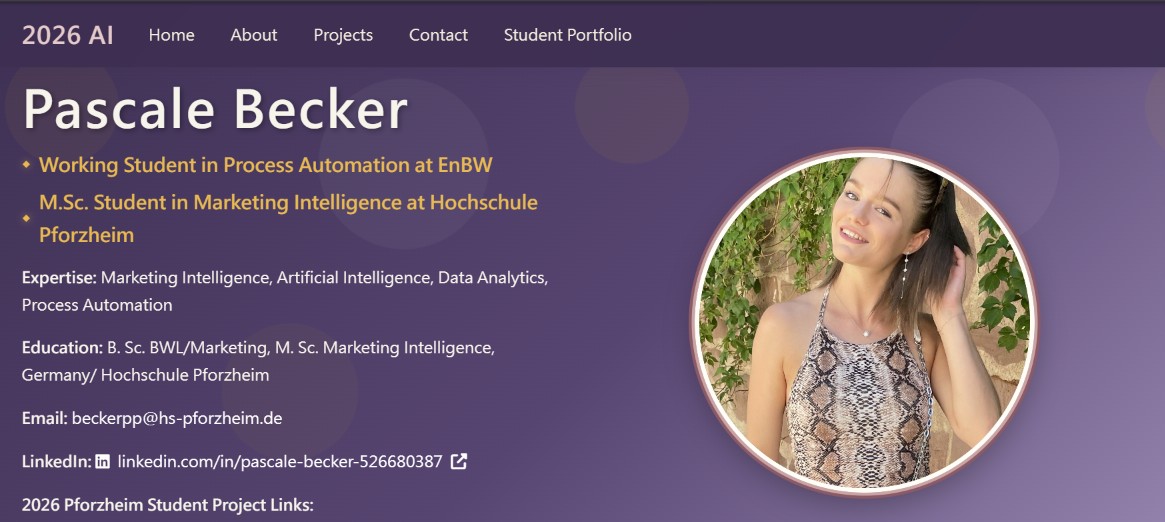 2026 AI Home About Projects Contact Student Portfolio
Pascale Becker
Working Student in Process Automation at EnBW
M.Sc. Student in Marketing Intelligence at Hochschule
Pforzheim
Expertise: Marketing Intelligence, Artificial Intelligence, Data Analytics,
Process Automation
Education: B. Sc. BWL/Marketing, M. Sc. Marketing Intelligence,
Germany/ Hochschule Pforzheim
Email: beckerpp@hs-pforzheim.de
LinkedIn: in linkedin.com/in/pascale-becker-526680387
2026 Pforzheim Student Project Links: